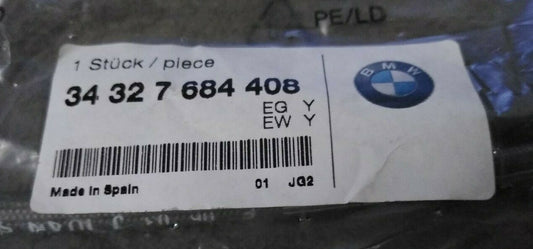 PE/LD
1 Stück / piece
34 32 7 684 408
BMW
EG Y
EW Y
Made in Spain 01 JG2